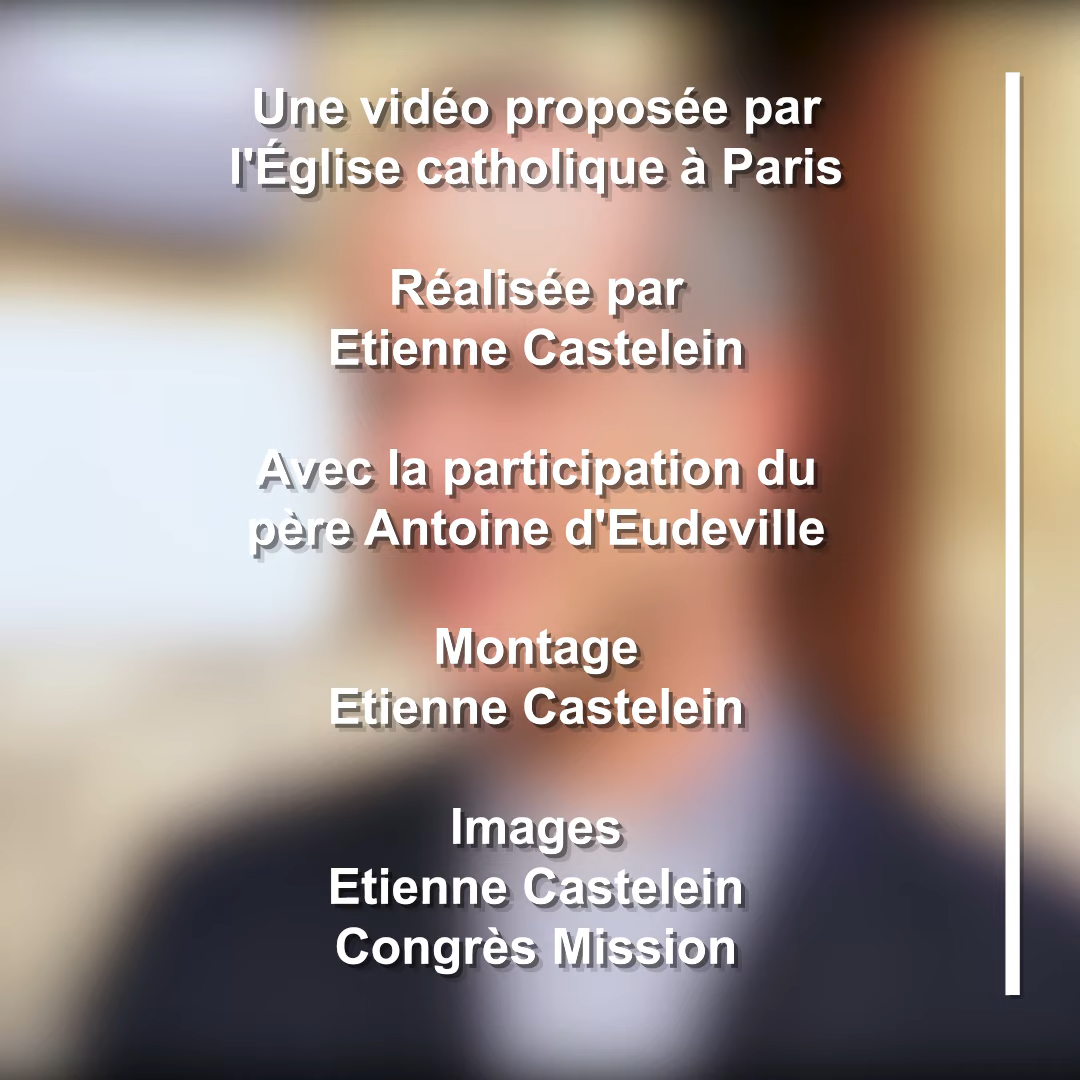 Une vidéo proposée par
l'Église catholique à Paris
Réalisée par
Etienne Castelein
Avec la participation du
père Antoine d'Eudeville
Montage
Etienne Castelein
Images
Etienne Castelein
Congrès Mission